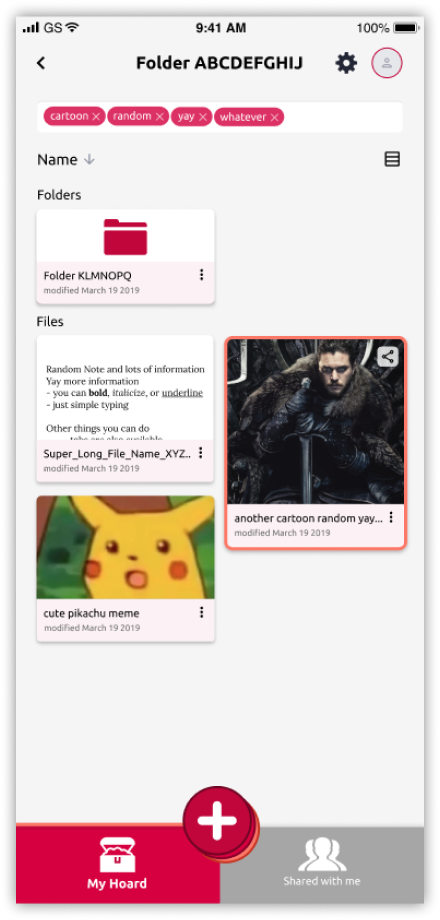 GS 9:41 AM 100%
Folder ABCDEFGHIJ
cartoon × random × yay × whatever ×
Name ↓
Folders
Folder KLMNOPQ
modified March 19 2019
Files
Random Note and lots of information
Yay more information
- you can bold, italicize, or underline
- just simple typing
Other things you can do
Super_Long_File_Name_XYZ..
modified March 19 2019
another cartoon random yay...
modified March 19 2019
cute pikachu meme
modified March 19 2019
My Hoard
Shared with me